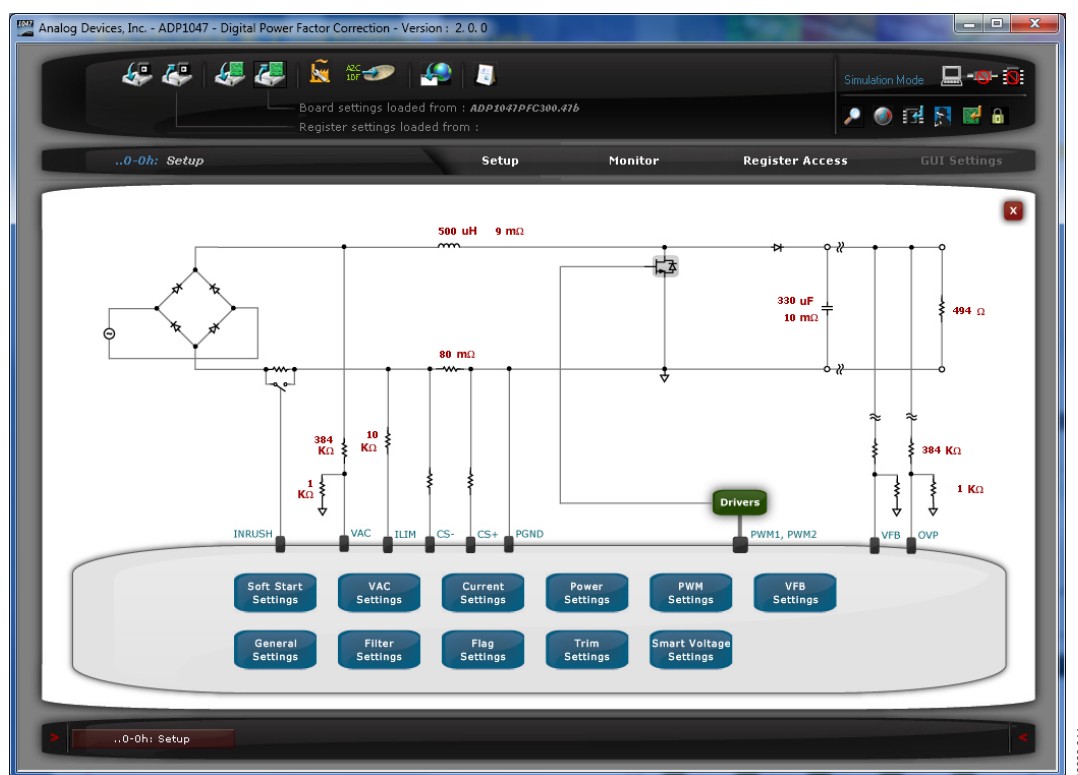 1047 Analog Devices, Inc. - ADP1047 - Digital Power Factor Correction - Version : 2. 0. 0
A2C
1DF
Simulation Mode
Board settings loaded from : ADP1047PFC300.47b
Register settings loaded from :
..0-0h: Setup
Setup
Monitor
Register Access
GUI Settings
X
500 uH 9 mΩ
330 uF
10 mΩ
494 Ω
80 mΩ
384
KΩ
10
KΩ
384 KΩ
1
KΩ
1 KΩ
Drivers
INRUSH
VAC
ILIM
CS-
CS+
PGND
PWM1, PWM2
VFB
OVP
Soft Start
Settings
VAC
Settings
Current
Settings
Power
Settings
PWM
Settings
VFB
Settings
General
Settings
Filter
Settings
Flag
Settings
Trim
Settings
Smart Voltage
Settings
> ..0-0h: Setup <